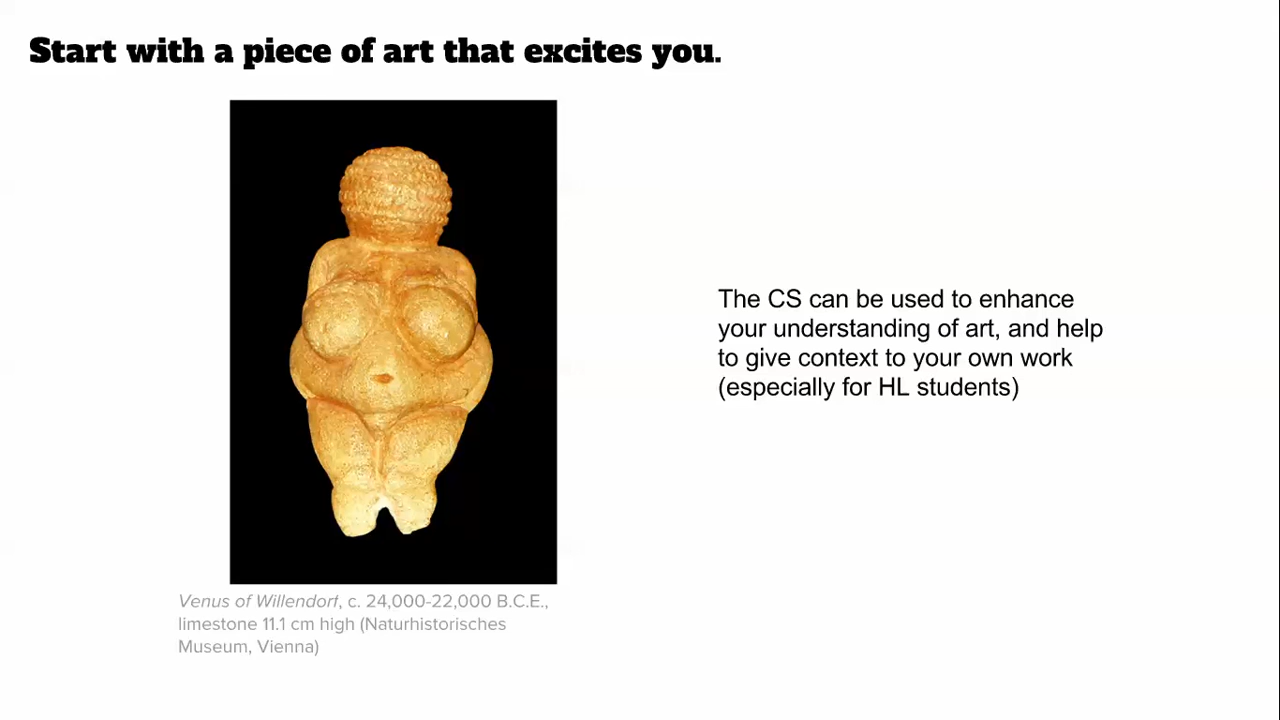 Start with a piece of art that excites you.
The CS can be used to enhance
your understanding of art, and help
to give context to your own work
(especially for HL students)
Venus of Willendorf, c. 24,000-22,000 B.C.E.,
limestone 11.1 cm high (Naturhistorisches
Museum, Vienna)